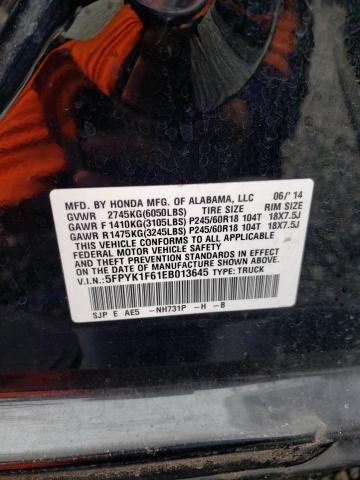 MFD. BY HONDA MFG. OF ALABAMA, LLC 06/'14
GVWR 2745KG(6050LBS) TIRE SIZE RIM SIZE
GAWR F 1410KG(3105LBS) P245/60R18 104T 18X7.5J
GAWR R1475KG(3245LBS) P245/60R18 104T 18X7.5J
THIS VEHICLE CONFORMS TO ALL APPLICABLE
FEDERAL MOTOR VEHICLE SAFETY AND THEFT
PREVENTION STANDARDS IN EFFECT ON THE
DATE OF MANUFACTURE SHOWN ABOVE.
V.I.N.: 5FPYK1F61EB013645 TYPE: TRUCK
SJP E AE5 -NH731P -H -B